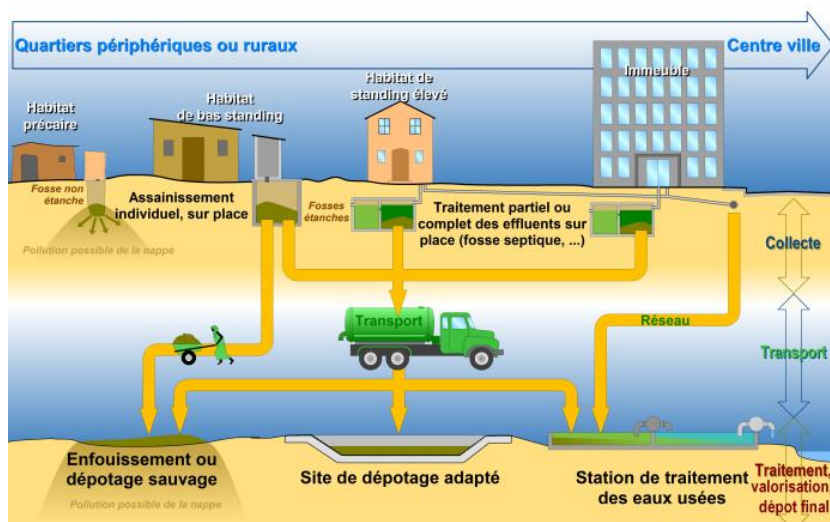 Quartiers périphériques ou ruraux
Centre ville
Habitat
précaire
Habitat
de bas standing
Habitat de
standing élevé
Immeuble
Fosse non
étanche
Assainissement
individuel, sur place
Fosses
étanches
Traitement partiel ou
complet des effluents sur
place (fosse septique, ...)
Pollution possible de la nappe
Collecte
Transport
Réseau
Transport
Enfouissement ou
dépotage sauvage
Pollution possible de la nappe
Site de dépotage adapté
Station de traitement
des eaux usées
Traitement,
valorisation,
dépot final